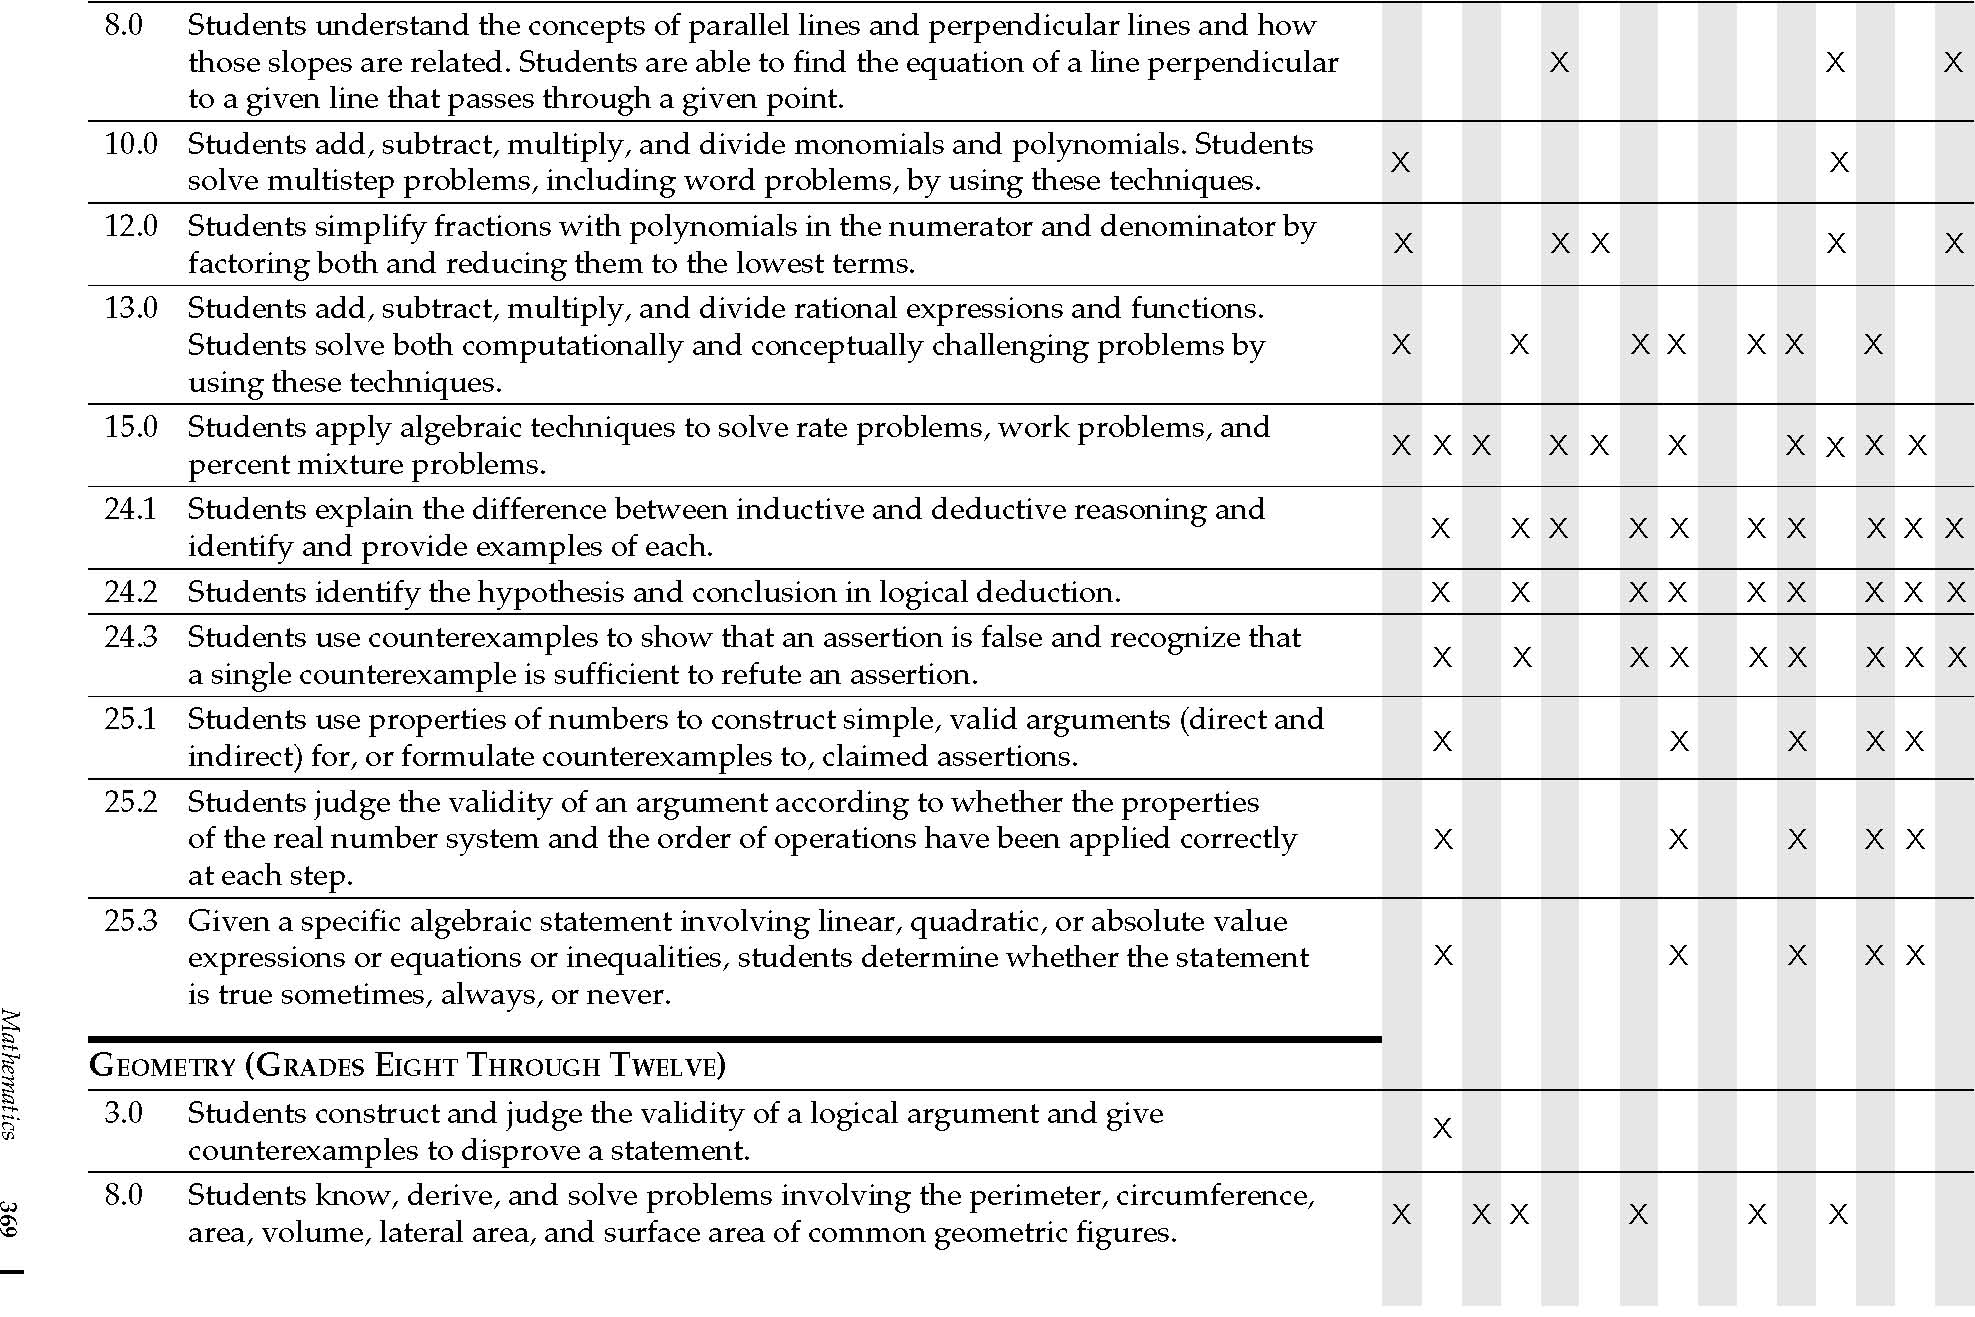 8.0 Students understand the concepts of parallel lines and perpendicular lines and how
those slopes are related. Students are able to find the equation of a line perpendicular
to a given line that passes through a given point.
X X X
10.0 Students add, subtract, multiply, and divide monomials and polynomials. Students
solve multistep problems, including word problems, by using these techniques.
X X
12.0 Students simplify fractions with polynomials in the numerator and denominator by
factoring both and reducing them to the lowest terms.
X X X X X
13.0 Students add, subtract, multiply, and divide rational expressions and functions.
Students solve both computationally and conceptually challenging problems by
using these techniques.
X X X X X X X
15.0 Students apply algebraic techniques to solve rate problems, work problems, and
percent mixture problems.
X X X X X X X X X X
24.1 Students explain the difference between inductive and deductive reasoning and
identify and provide examples of each.
X X X X X X X X X X
24.2 Students identify the hypothesis and conclusion in logical deduction.
X X X X X X X X X
24.3 Students use counterexamples to show that an assertion is false and recognize that
a single counterexample is sufficient to refute an assertion.
X X X X X X X X X
25.1 Students use properties of numbers to construct simple, valid arguments (direct and
indirect) for, or formulate counterexamples to, claimed assertions.
X X X X X
25.2 Students judge the validity of an argument according to whether the properties
of the real number system and the order of operations have been applied correctly
at each step.
X X X X X
25.3 Given a specific algebraic statement involving linear, quadratic, or absolute value
expressions or equations or inequalities, students determine whether the statement
is true sometimes, always, or never.
X X X X X
GEOMETRY (GRADES EIGHT THROUGH TWELVE)
3.0 Students construct and judge the validity of a logical argument and give
counterexamples to disprove a statement.
X
8.0 Students know, derive, and solve problems involving the perimeter, circumference,
area, volume, lateral area, and surface area of common geometric figures.
X X X X X X
Mathematics 369